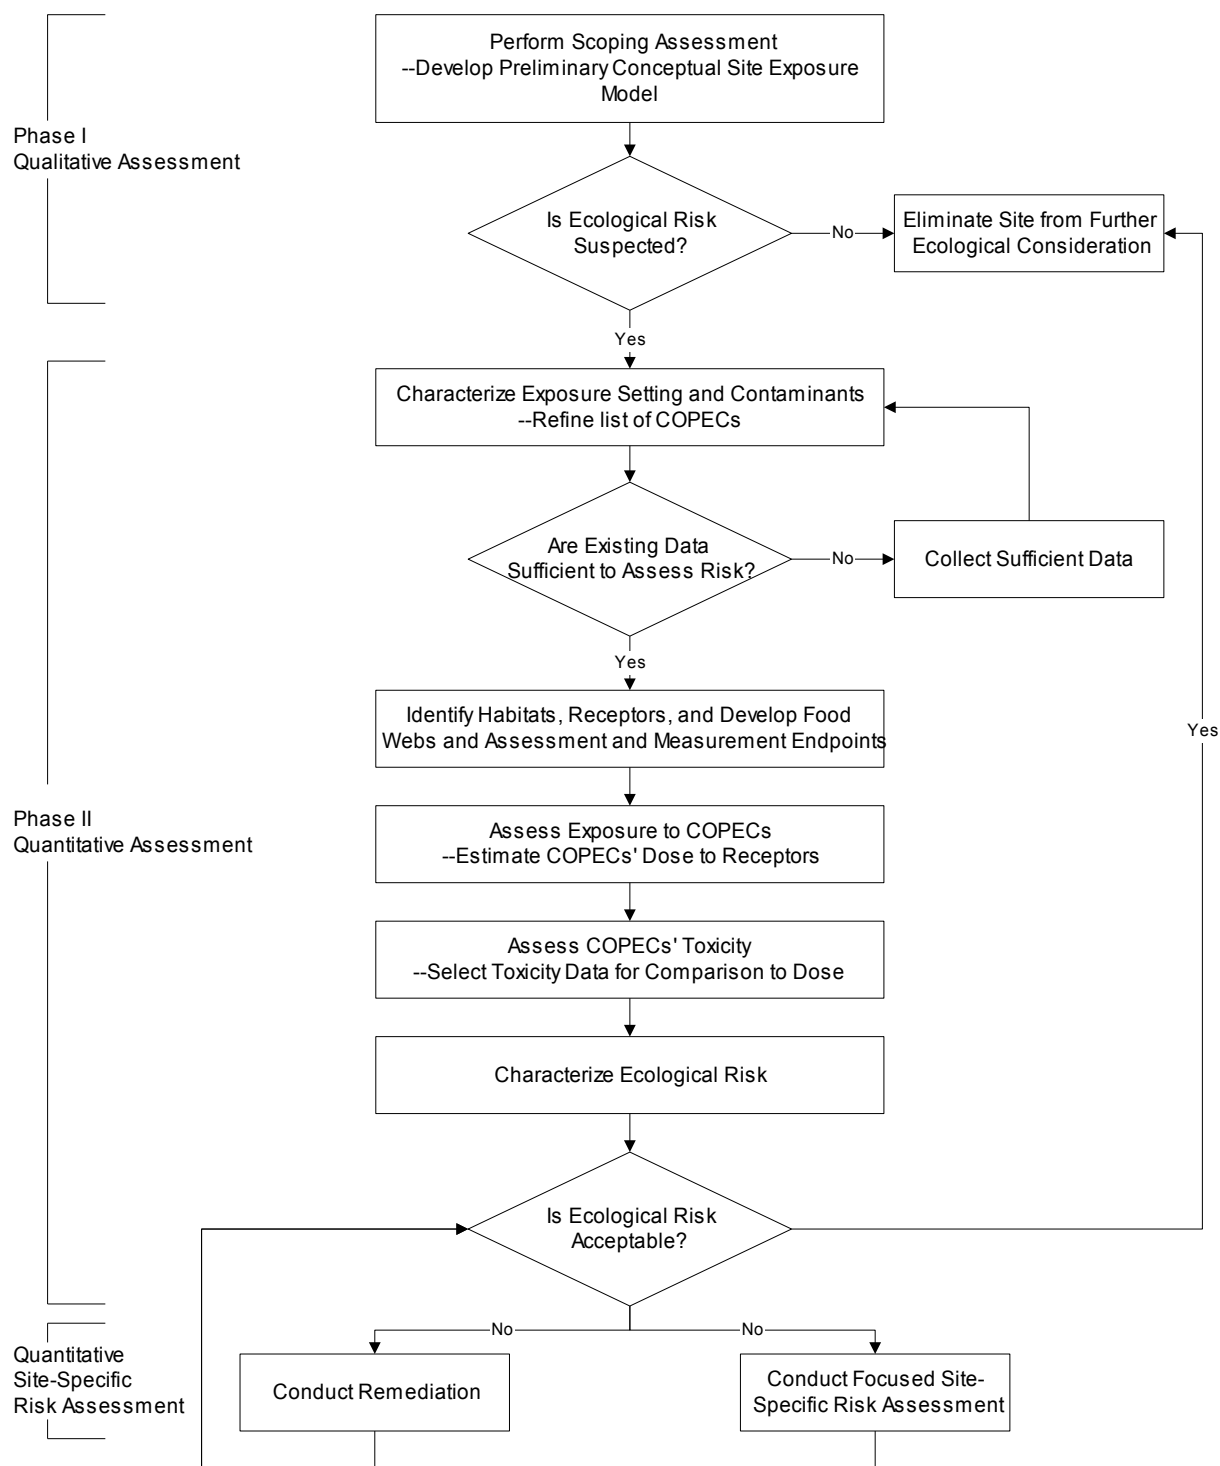 Perform Scoping Assessment
--Develop Preliminary Conceptual Site Exposure
Model
Phase I
Qualitative Assessment
Is Ecological Risk
Suspected?
No
Eliminate Site from Further
Ecological Consideration
Yes
Characterize Exposure Setting and Contaminants
--Refine list of COPECs
Are Existing Data
Sufficient to Assess Risk?
No
Collect Sufficient Data
Yes
Identify Habitats, Receptors, and Develop Food
Webs and Assessment and Measurement Endpoints
Yes
Phase II
Quantitative Assessment
Assess Exposure to COPECs
--Estimate COPECs' Dose to Receptors
Assess COPECs' Toxicity
--Select Toxicity Data for Comparison to Dose
Characterize Ecological Risk
Is Ecological Risk
Acceptable?
No
No
Quantitative
Site-Specific
Risk Assessment
Conduct Remediation
Conduct Focused Site-
Specific Risk Assessment